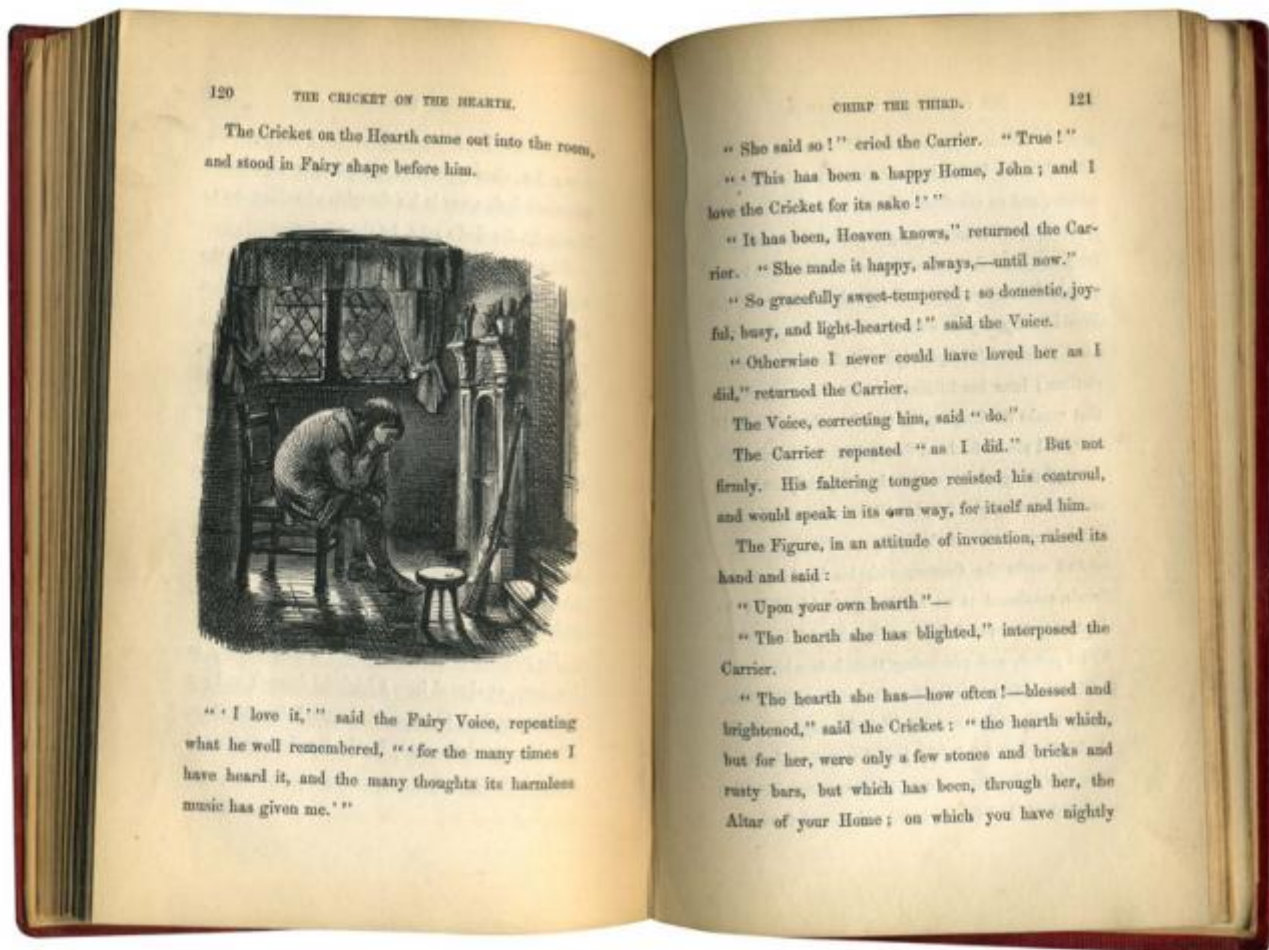 120 THE CRICKET ON THE HEARTH.
The Cricket on the Hearth came out into the room,
and stood in Fairy shape before him.
"'I love it,'" said the Fairy Voice, repeating
what he well remembered, "'for the many times I
have heard it, and the many thoughts its harmless
music has given me.'"
CHIRP THE THIRD. 121
"She said so!" cried the Carrier. "True!"
"'This has been a happy Home, John; and I
love the Cricket for its sake!'"
"It has been, Heaven knows," returned the Car-
rier. "She made it happy, always,—until now."
"So gracefully sweet-tempered; so domestic, joy-
ful, busy, and light-hearted!" said the Voice.
"Otherwise I never could have loved her as I
did," returned the Carrier.
The Voice, correcting him, said "do."
The Carrier repeated "as I did." But not
firmly. His faltering tongue resisted his controul,
and would speak in its own way, for itself and him.
The Figure, in an attitude of invocation, raised its
hand and said:
"Upon your own hearth"—
"The hearth she has blighted," interposed the
Carrier.
"The hearth she has—how often!—blessed and
brightened," said the Cricket; "the hearth which,
but for her, were only a few stones and bricks and
rusty bars, but which has been, through her, the
Altar of your Home; on which you have nightly